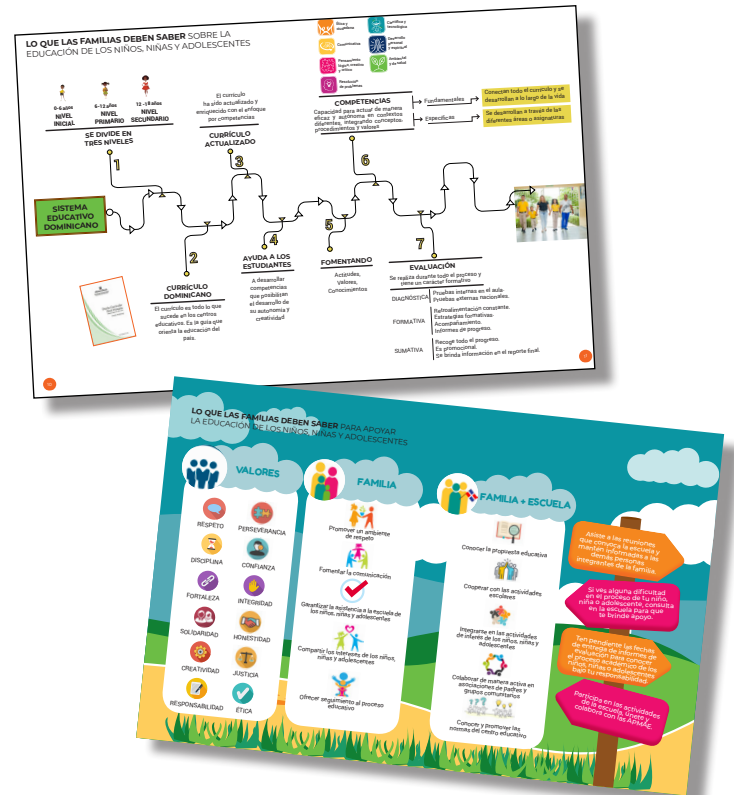 LO QUE LAS FAMILIAS DEBEN SABER SOBRE LA
EDUCACIÓN DE LOS NIÑOS, NIÑAS Y ADOLESCENTES
0-6 años
NIVEL
INICIAL
6-12 años
NIVEL
PRIMARIO
12-18 años
NIVEL
SECUNDARIO
SE DIVIDE EN
TRES NIVELES
1
El currículo
ha sido actualizado y
enriquecido con el enfoque
por competencias
CURRÍCULO
ACTUALIZADO
3
Ética y
ciudadana
Científica y
tecnológica
Comunicativa
Desarrollo
personal
y espiritual
Pensamiento
lógico, creativo
y crítico
Ambiental
y de salud
Resolución
de problemas
COMPETENCIAS
Capacidad para actuar de manera
eficaz y autónoma en contextos
diferentes, integrando conceptos,
procedimientos y valores
Fundamentales
Conectan todo el currículo y se
desarrollan a lo largo de la vida
Específicas
Se desarrollan a través de las
diferentes áreas o asignaturas
6
SISTEMA
EDUCATIVO
DOMINICANO
2
CURRÍCULO
DOMINICANO
El currículo es todo lo que
sucede en los centros
educativos. Es la guía que
orienta la educación del
país.
4
AYUDA A LOS
ESTUDIANTES
A desarrollar
competencias
que posibilitan
el desarrollo de
su autonomía y
creatividad
5
FOMENTANDO
Actitudes,
valores,
Conocimientos
7
EVALUACIÓN
Se realiza durante todo el proceso y
tiene un carácter formativo
DIAGNÓSTICA
Pruebas internas en el aula.
Pruebas externas nacionales.
FORMATIVA
Retroalimentación constante.
Estrategias formativas.
Acompañamiento.
Informes de progreso.
SUMATIVA
Recoge todo el progreso.
Es promocional.
Se brinda información en el reporte final.
LO QUE LAS FAMILIAS DEBEN SABER PARA APOYAR
LA EDUCACIÓN DE LOS NIÑOS, NIÑAS Y ADOLESCENTES
VALORES
RESPETO
PERSEVERANCIA
DISCIPLINA
CONFIANZA
FORTALEZA
INTEGRIDAD
SOLIDARIDAD
HONESTIDAD
CREATIVIDAD
JUSTICIA
RESPONSABILIDAD
ÉTICA
FAMILIA
Promover un ambiente
de respeto
Fomentar la comunicación
Garantizar la asistencia a la escuela de
los niños, niñas y adolescentes
Compartir los intereses de los niños,
niñas y adolescentes
Ofrecer seguimiento al proceso
educativo
FAMILIA + ESCUELA
Conocer la propuesta educativa
Cooperar con las actividades
escolares
Integrarse en las actividades
de interés de los niños, niñas y
adolescentes
Colaborar de manera activa en
asociaciones de padres y
grupos comunitarios
Conocer y promover las
normas del centro educativo
Asiste a las reuniones
que convoca la escuela y
mantén informadas a las
demás personas
integrantes de la familia.
Si ves alguna dificultad
en el proceso de tu niño,
niña o adolescente, consulta
en la escuela para que
te brinde apoyo.
Ten pendiente las fechas
de entrega de informes de
evaluación para conocer
el proceso académico de los
niños, niñas o adolescentes
bajo tu responsabilidad.
Participa en las actividades
de la escuela, únete y
colabora con las APMAE.